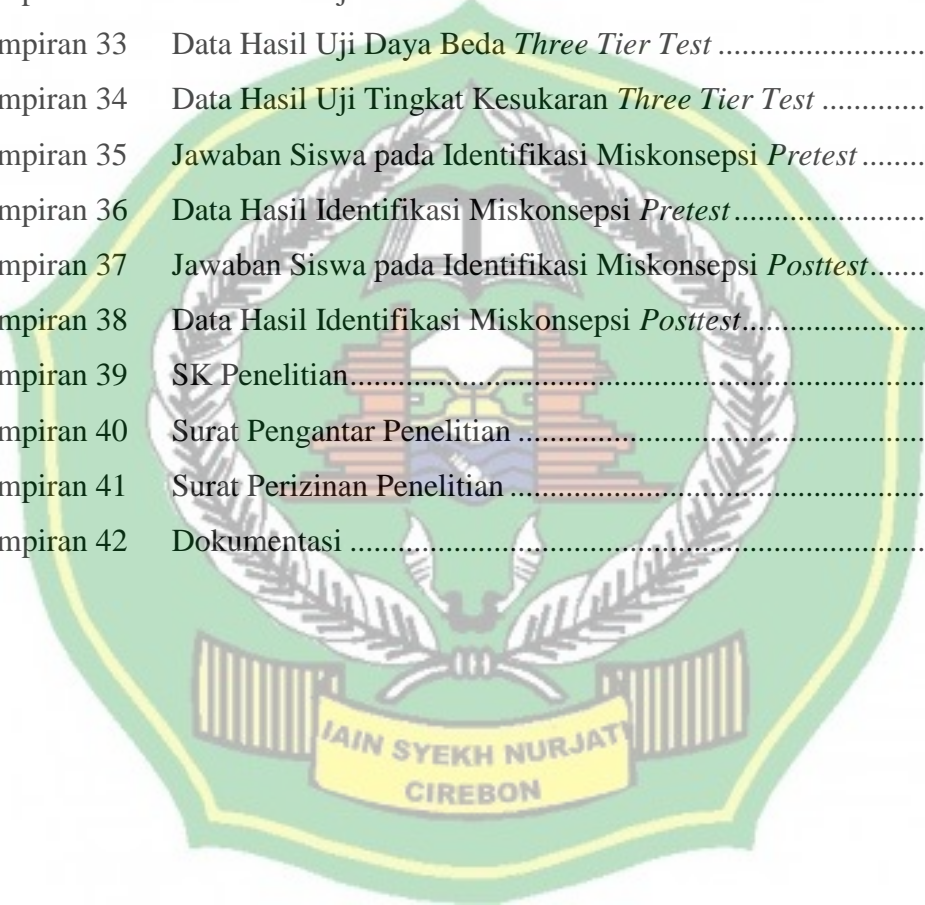 mpiran 33 Data Hasil Uji Daya Beda Three Tier Test ..........................
mpiran 34 Data Hasil Uji Tingkat Kesukaran Three Tier Test .............
mpiran 35 Jawaban Siswa pada Identifikasi Miskonsepsi Pretest ........
mpiran 36 Data Hasil Identifikasi Miskonsepsi Pretest ........................
mpiran 37 Jawaban Siswa pada Identifikasi Miskonsepsi Posttest.......
mpiran 38 Data Hasil Identifikasi Miskonsepsi Posttest.......................
mpiran 39 SK Penelitian........................................................................
mpiran 40 Surat Pengantar Penelitian ...................................................
mpiran 41 Surat Perizinan Penelitian ....................................................
mpiran 42 Dokumentasi ........................................................................
IAIN SYEKH NURJATI
CIREBON